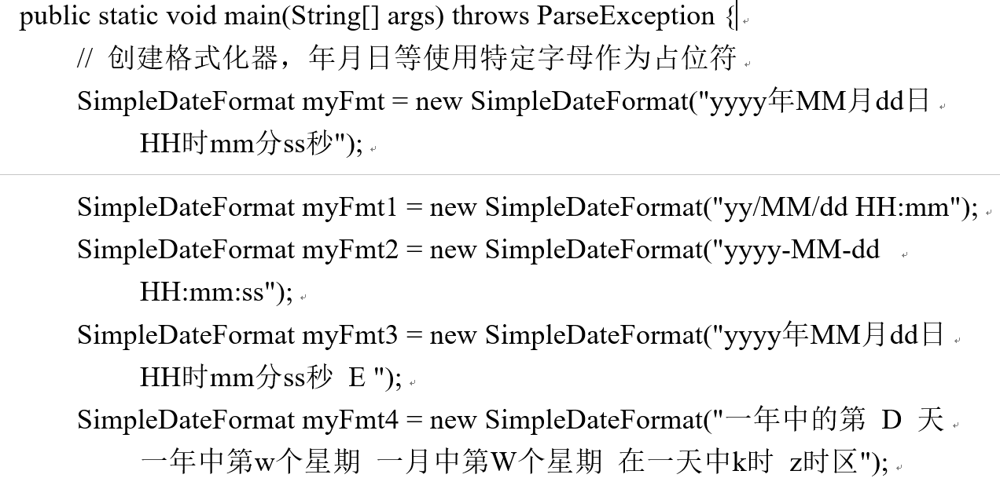 public static void main(String[] args) throws ParseException {
// 创建格式化器，年月日等使用特定字母作为占位符
SimpleDateFormat myFmt = new SimpleDateFormat("yyyy年MM月dd日
HH时mm分ss秒");
SimpleDateFormat myFmt1 = new SimpleDateFormat("yy/MM/dd HH:mm");
SimpleDateFormat myFmt2 = new SimpleDateFormat("yyyy-MM-dd
HH:mm:ss");
SimpleDateFormat myFmt3 = new SimpleDateFormat("yyyy年MM月dd日
HH时mm分ss秒 E ");
SimpleDateFormat myFmt4 = new SimpleDateFormat("一年中的第 D 天
一年中第w个星期 一月中第W个星期 在一天中k时 z时区");